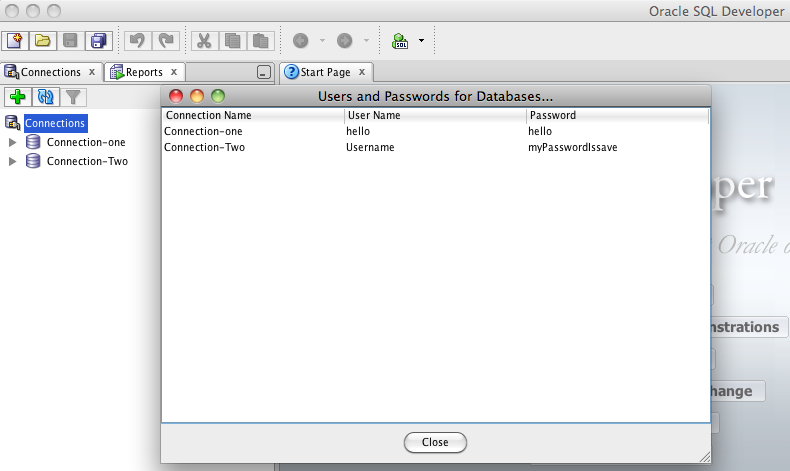 Oracle SQL Developer
SQL
Connections x Reports x Start Page x
Users and Passwords for Databases...
Connection Name User Name Password
Connections
Connection-one hello hello
Connection-one
Connection-Two Username myPasswordIssave
Connection-Two
per
Oracle
nstrations
hange
Close